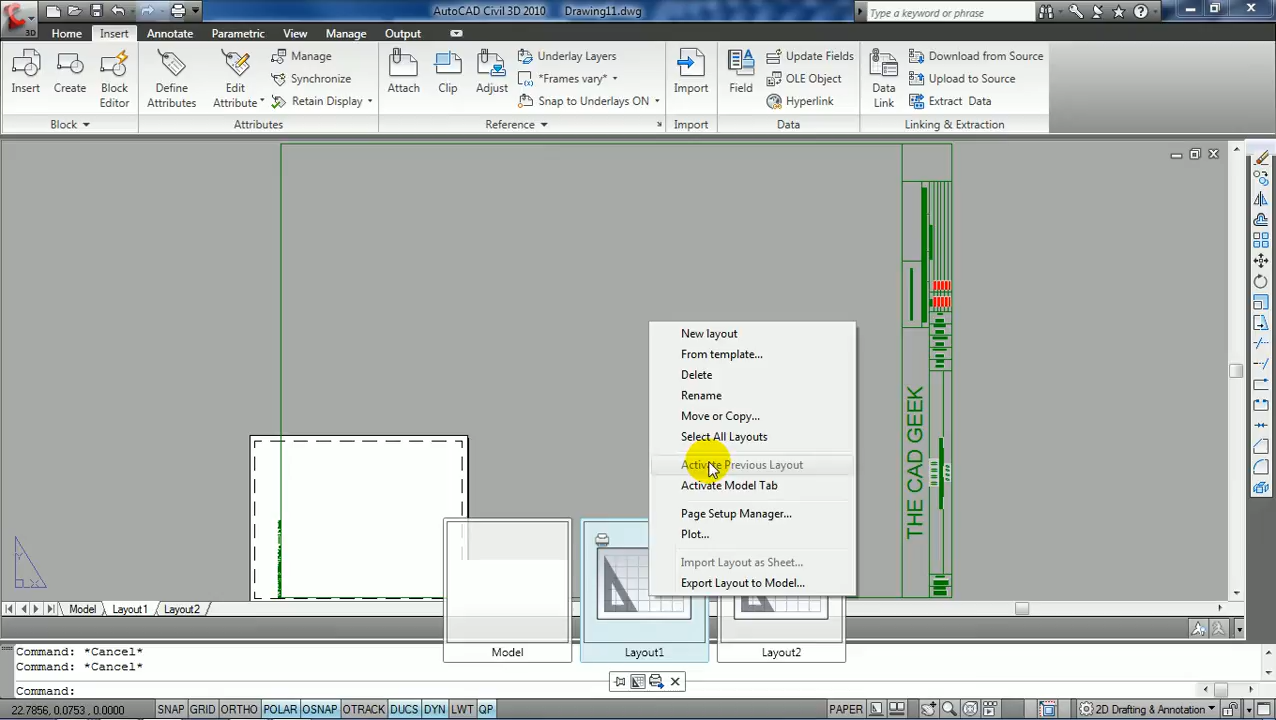 AutoCAD Civil 3D 2010 Drawing11.dwg
Type a keyword or phrase
3D
Home Insert Annotate Parametric View Manage Output
Insert Create Block Editor
Block
Define Attributes Edit Attribute Manage Synchronize Retain Display
Attributes
Attach Clip Adjust Underlay Layers *Frames vary* Snap to Underlays ON
Reference
Import
Import
Field Update Fields OLE Object Hyperlink
Data
Data Link Download from Source Upload to Source Extract Data
Linking & Extraction
THE CAD GEEK
New layout
From template...
Delete
Rename
Move or Copy...
Select All Layouts
Activate Previous Layout
Activate Model Tab
Page Setup Manager...
Plot...
Import Layout as Sheet...
Export Layout to Model...
Model Layout1 Layout2
Model Layout1 Layout2
Command: *Cancel*
Command: *Cancel*
Command:
22.7856, 0.0753, 0.0000 SNAP GRID ORTHO POLAR OSNAP OTRACK DUCS DYN LWT QP PAPER 2D Drafting & Annotation